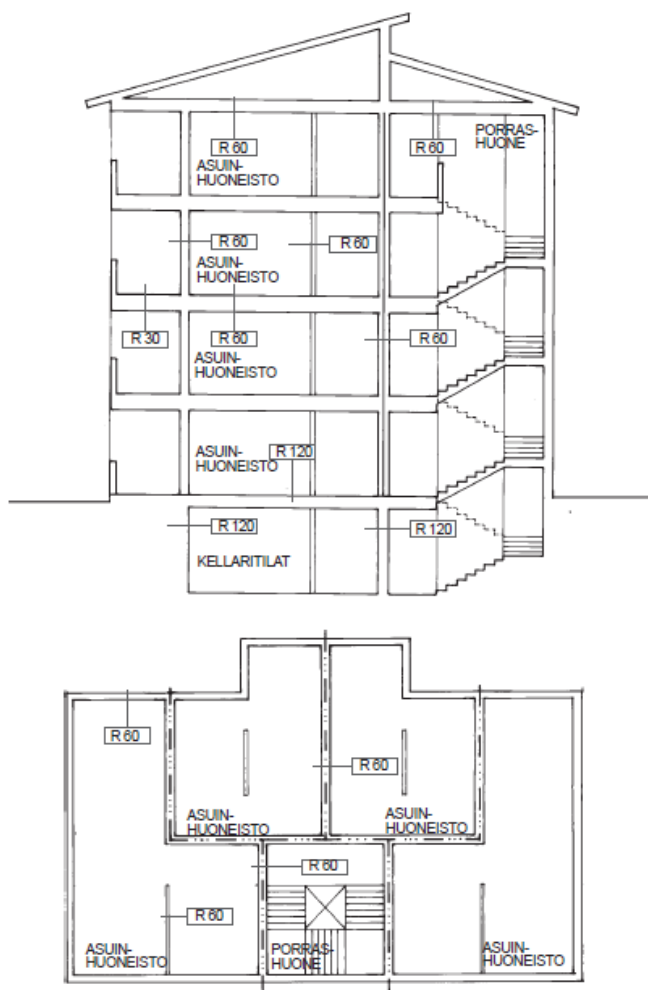 PORRAS-
HUONE
R 60
R 60
ASUIN-
HUONEISTO
R 60
R 60
ASUIN-
HUONEISTO
R 30
R 60
R 60
ASUIN-
HUONEISTO
ASUIN-
R 120
HUONEISTO
R 120
R 120
KELLARITILAT
R 60
R 60
ASUIN-
HUONEISTO
ASUIN-
HUONEISTO
R 60
R 60
ASUIN-
HUONEISTO
PORRAS-
HUONE
ASUIN-
HUONEISTO